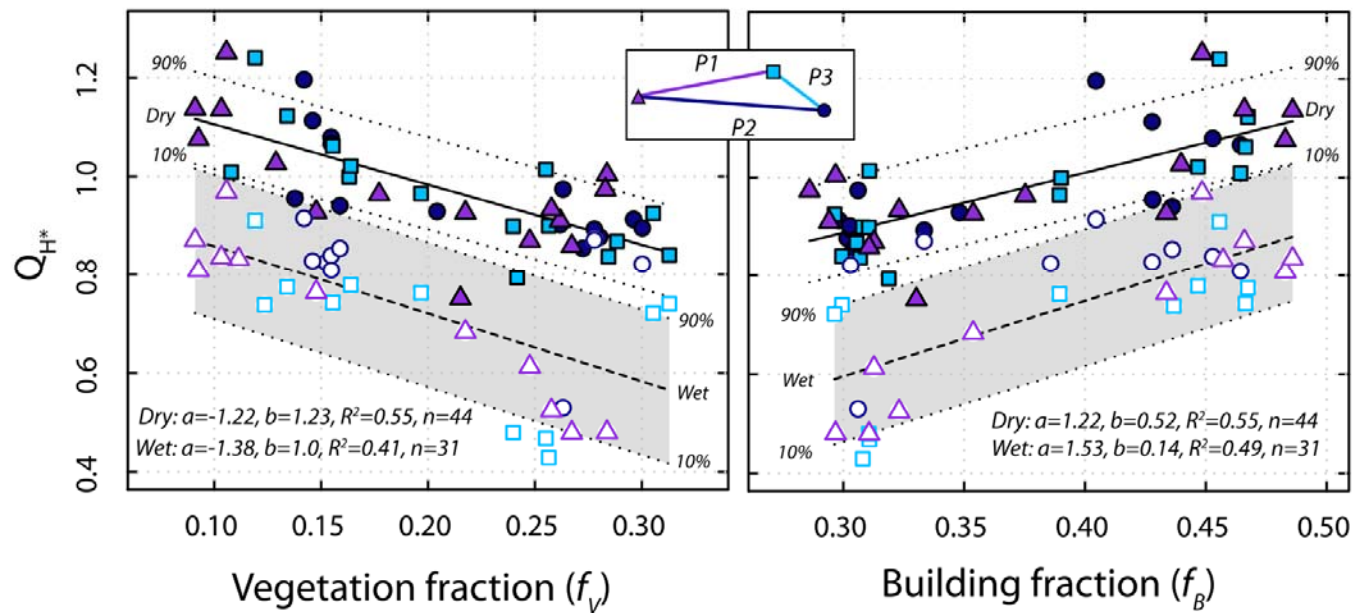 90%
Dry
10%
90%
Wet
10%
Dry: a=-1.22, b=1.23, R²=0.55, n=44
Wet: a=-1.38, b=1.0, R²=0.41, n=31
P1
P3
P2
90%
Dry
10%
90%
Wet
10%
Dry: a=1.22, b=0.52, R²=0.55, n=44
Wet: a=1.53, b=0.14, R²=0.49, n=31
Q_H*
1.2
1.0
0.8
0.6
0.4
0.10 0.15 0.20 0.25 0.30
0.30 0.35 0.40 0.45 0.50
Vegetation fraction (f_V)
Building fraction (f_B)